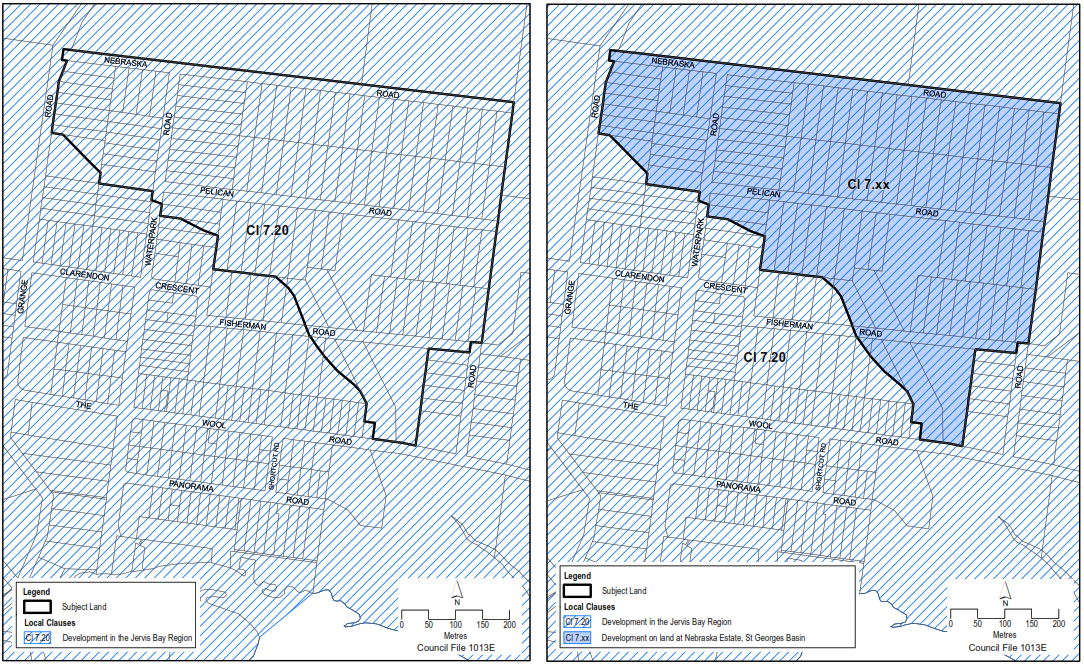 NEBRASKA
ROAD
ROAD
ROAD
PELICAN
ROAD
Cl 7.20
WATERPARK
CLARENDON
CRESCENT
GRANGE
FISHERMAN
ROAD
ROAD
THE
WOOL
ROAD
SHORTCUT RD
PANORAMA
ROAD
Legend
Subject Land
Local Clauses
Cl 7.20 Development in the Jervis Bay Region
N
0 50 100 150 200
Metres
Council File 1013E
NEBRASKA
ROAD
ROAD
ROAD
Cl 7.xx
PELICAN
ROAD
WATERPARK
CLARENDON
CRESCENT
GRANGE
FISHERMAN
ROAD
Cl 7.20
ROAD
THE
WOOL
ROAD
SHORTCUT RD
PANORAMA
ROAD
Legend
Subject Land
Local Clauses
Cl 7.20 Development in the Jervis Bay Region
Cl 7.xx Development on land at Nebraska Estate, St Georges Basin
N
0 50 100 150 200
Metres
Council File 1013E